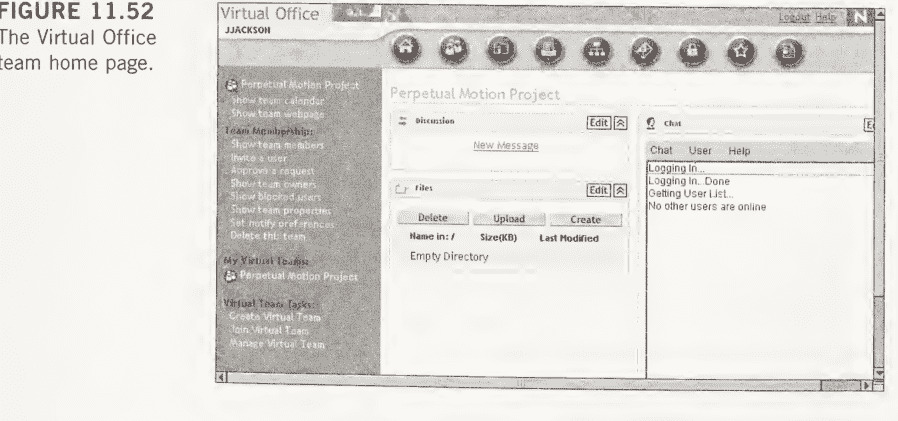 FIGURE 11.52
The Virtual Office
team home page.
Virtual Office
JJACKSON
Logout Help
N
Perpetual Motion Project
Show team calendar
Show team webpage
Team Membership:
Show team members
Invite a user
Approve a request
Show team owners
Show blocked users
Show team properties
Set notify preferences
Delete this team
My Virtual Teams:
Perpetual Motion Project
Virtual Team Tasks:
Create Virtual Team
Join Virtual Team
Manage Virtual Team
Perpetual Motion Project
Discussion
Edit
New Message
Files
Edit
Delete Upload Create
Name in: / Size(KB) Last Modified
Empty Directory
Chat
Chat User Help
Logging In...
Logging In...Done
Getting User List...
No other users are online